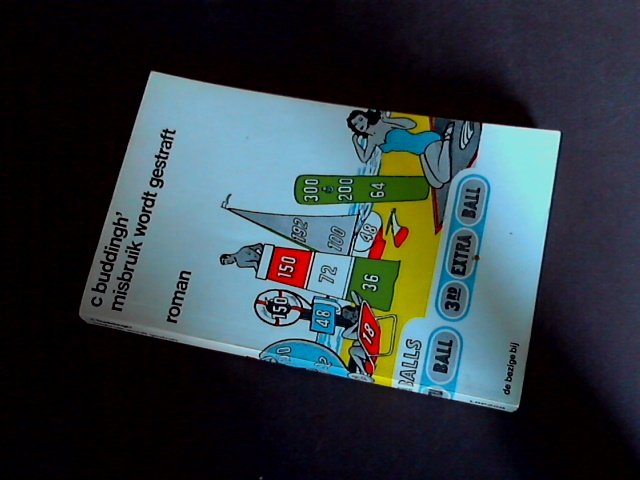 c buddingh'
misbruik wordt gestraft
roman
300 200 64
192 100 48
150 72 36
150 48 18
3RD EXTRA BALL
BALL
BALLS
de bezige bij